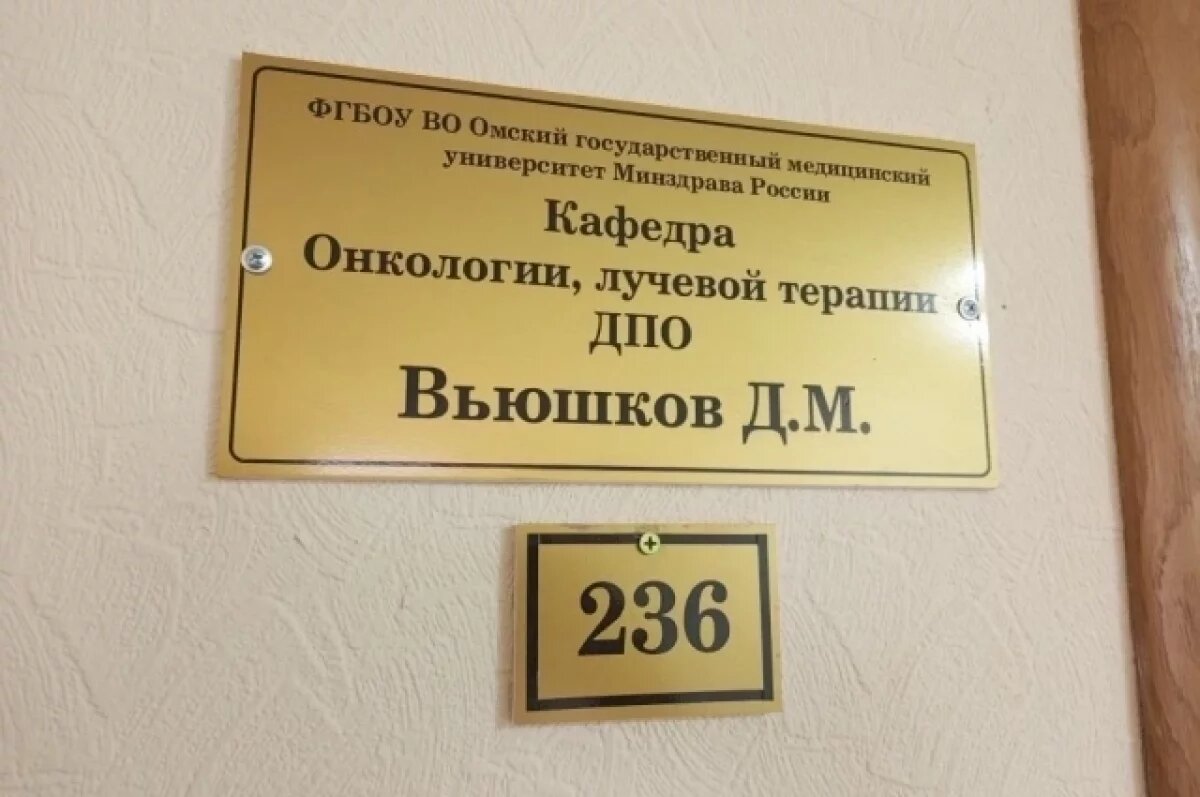 ФГБОУ ВО Омский государственный медицинский
университет Минздрава России
Кафедра
Онкологии, лучевой терапии
ДПО
Вьюшков Д.М.
236